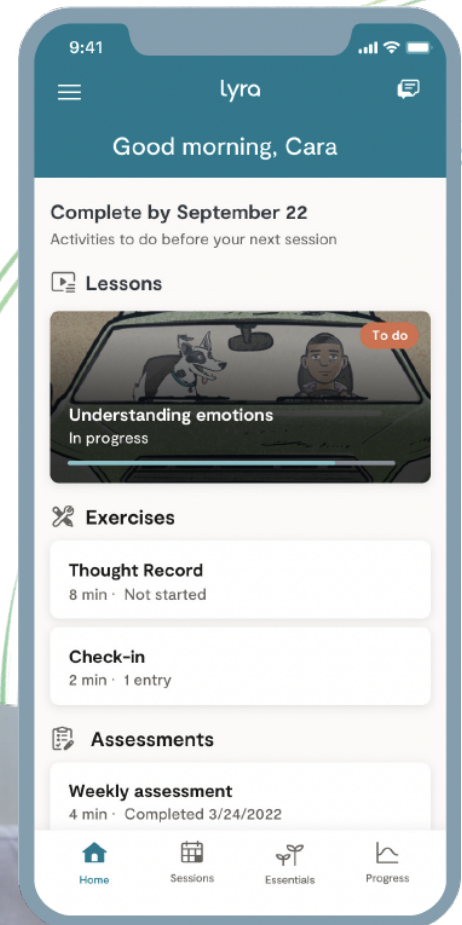 9:41
lyra
Good morning, Cara
Complete by September 22
Activities to do before your next session
Lessons
To do
Understanding emotions
In progress
Exercises
Thought Record
8 min · Not started
Check-in
2 min · 1 entry
Assessments
Weekly assessment
4 min · Completed 3/24/2022
Home Sessions Essentials Progress